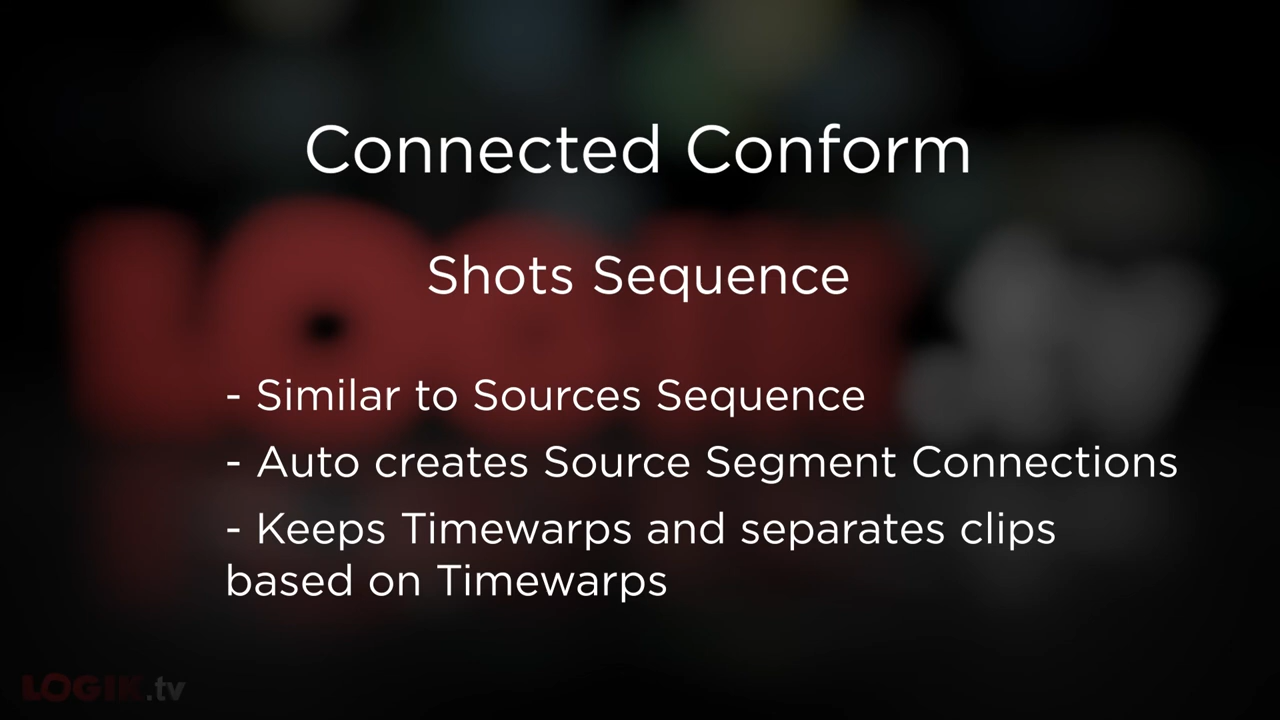 Connected Conform
Shots Sequence
- Similar to Sources Sequence
- Auto creates Source Segment Connections
- Keeps Timewarps and separates clips
based on Timewarps
LOGIK.tv